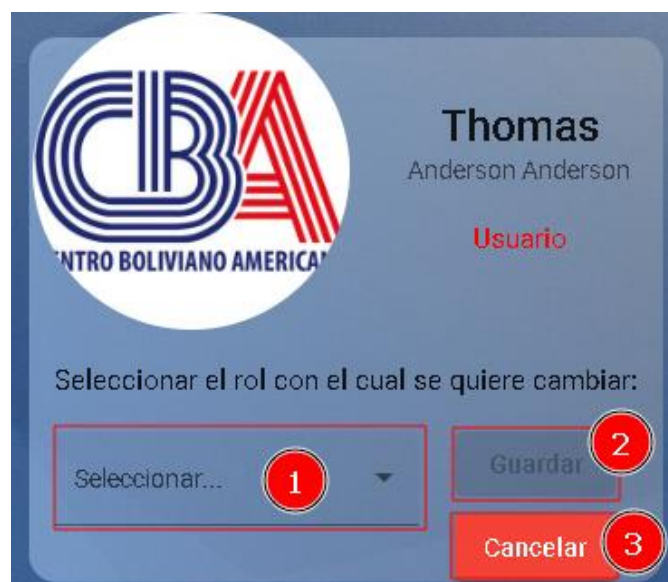 CBA
NTRO BOLIVIANO AMERICA
Thomas
Anderson Anderson
Usuario
Seleccionar el rol con el cual se quiere cambiar:
Seleccionar...
1
Guardar
2
Cancelar
3